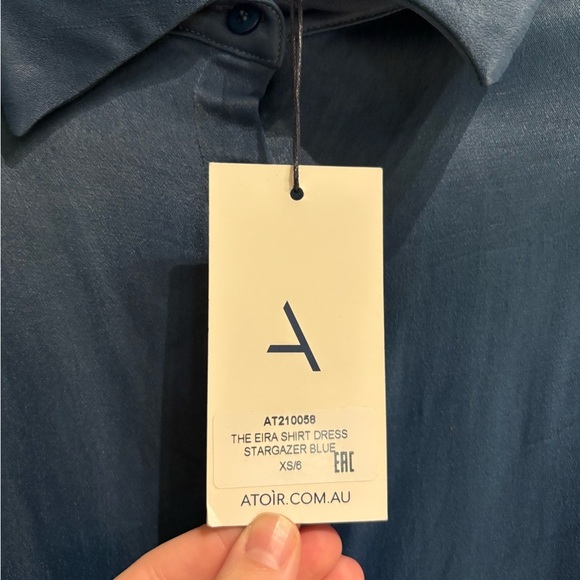 AT210058
THE EIRA SHIRT DRESS
STARGAZER BLUE
XS/6
EAC
ATOÌR.COM.AU